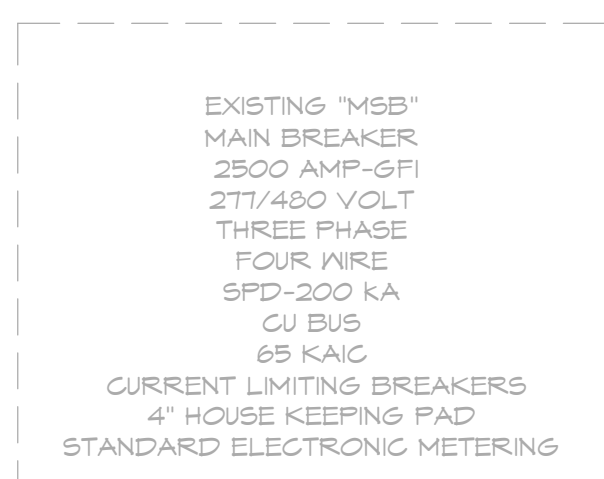 EXISTING "MSB"
MAIN BREAKER
2500 AMP-GFI
277/480 VOLT
THREE PHASE
FOUR WIRE
SPD-200 KA
CU BUS
65 KAIC
CURRENT LIMITING BREAKERS
4" HOUSE KEEPING PAD
STANDARD ELECTRONIC METERING